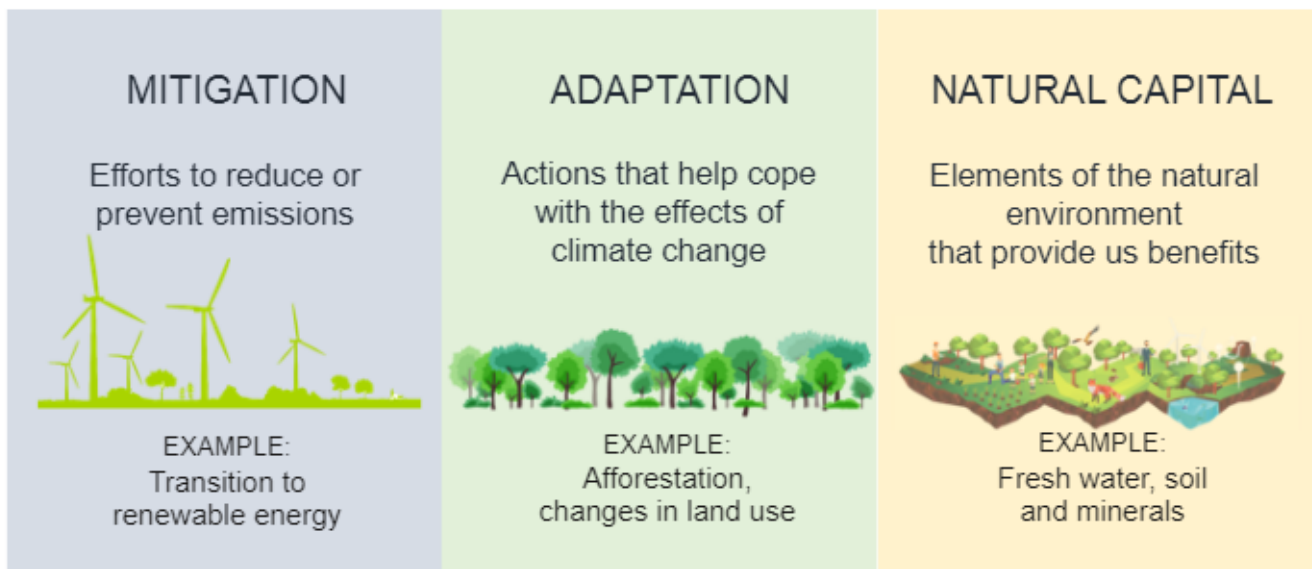 MITIGATION
Efforts to reduce or
prevent emissions
EXAMPLE:
Transition to
renewable energy
ADAPTATION
Actions that help cope
with the effects of
climate change
EXAMPLE:
Afforestation,
changes in land use
NATURAL CAPITAL
Elements of the natural
environment
that provide us benefits
EXAMPLE:
Fresh water, soil
and minerals